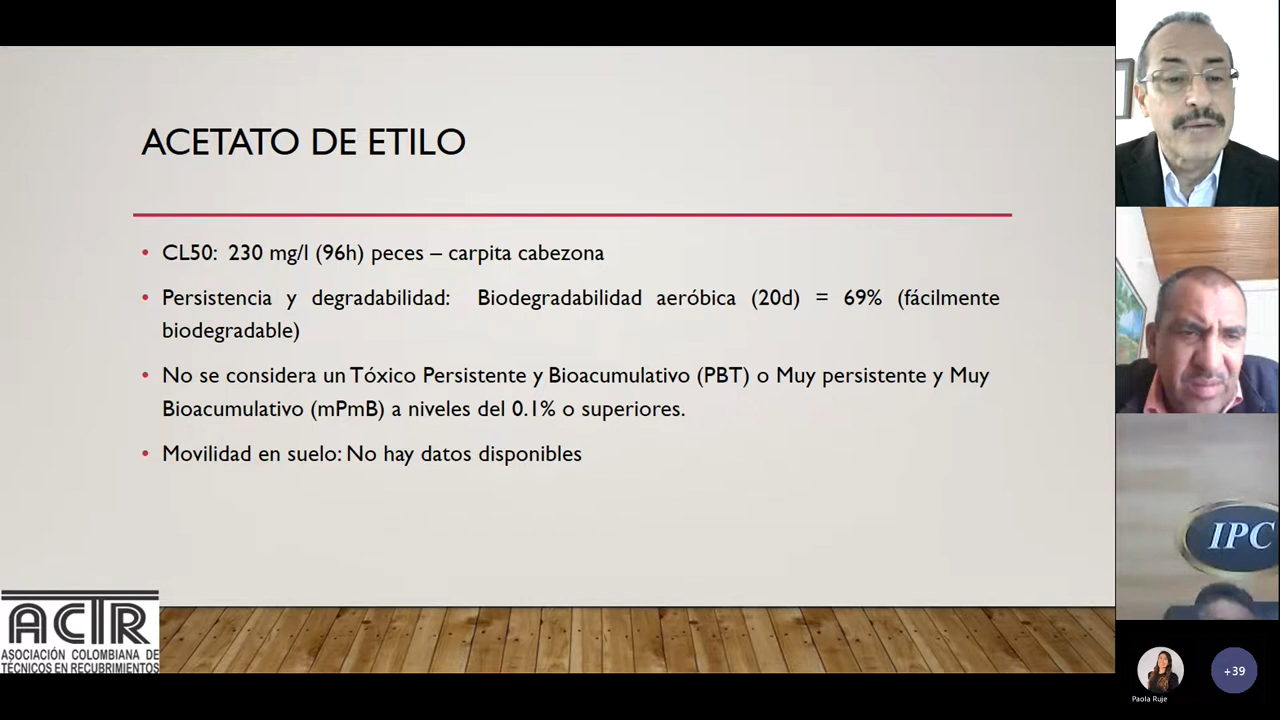 ACETATO DE ETILO
• CL50: 230 mg/l (96h) peces – carpita cabezona
• Persistencia y degradabilidad: Biodegradabilidad aeróbica (20d) = 69% (fácilmente
biodegradable)
• No se considera un Tóxico Persistente y Bioacumulativo (PBT) o Muy persistente y Muy
Bioacumulativo (mPmB) a niveles del 0.1% o superiores.
• Movilidad en suelo: No hay datos disponibles
ACTR
ASOCIACIÓN COLOMBIANA DE
TÉCNICOS EN RECUBRIMIENTOS
IPC
Paola Ruje
+39